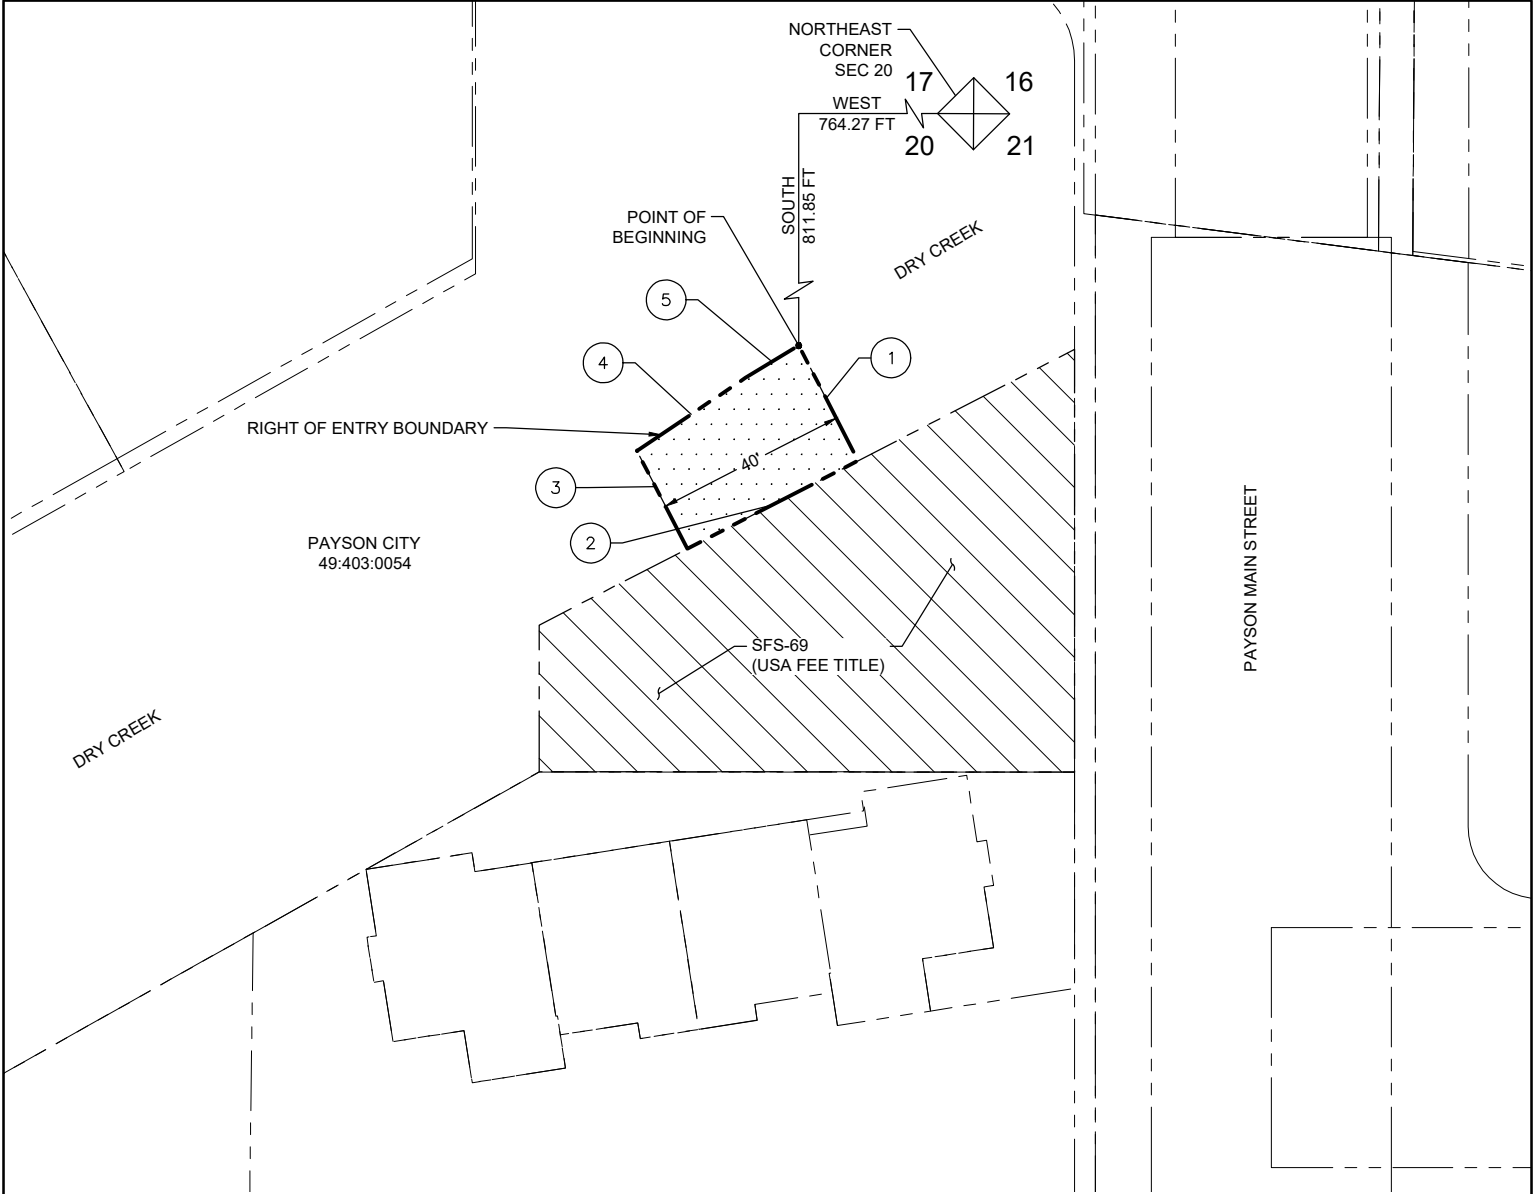 NORTHEAST
CORNER
SEC 20
17
16
WEST
764.27 FT
20
21
SOUTH
811.85 FT
POINT OF
BEGINNING
DRY CREEK
5
4
1
RIGHT OF ENTRY BOUNDARY
40'
3
2
PAYSON CITY
49:403:0054
PAYSON MAIN STREET
SFS-69
(USA FEE TITLE)
DRY CREEK